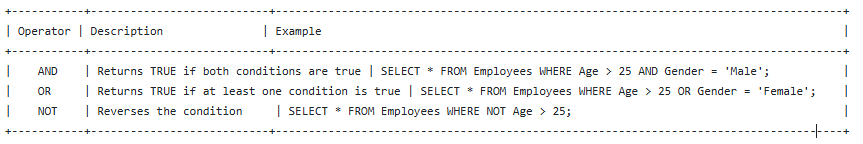 +-----------+----------------------------+----------------------------------------------------------------------------------------+
| Operator | Description | Example |
+-----------+----------------------------+----------------------------------------------------------------------------------------+
| AND | Returns TRUE if both conditions are true | SELECT * FROM Employees WHERE Age > 25 AND Gender = 'Male'; |
| OR | Returns TRUE if at least one condition is true | SELECT * FROM Employees WHERE Age > 25 OR Gender = 'Female'; |
| NOT | Reverses the condition | SELECT * FROM Employees WHERE NOT Age > 25; |
+-----------+----------------------------+----------------------------------------------------------------------------------------+